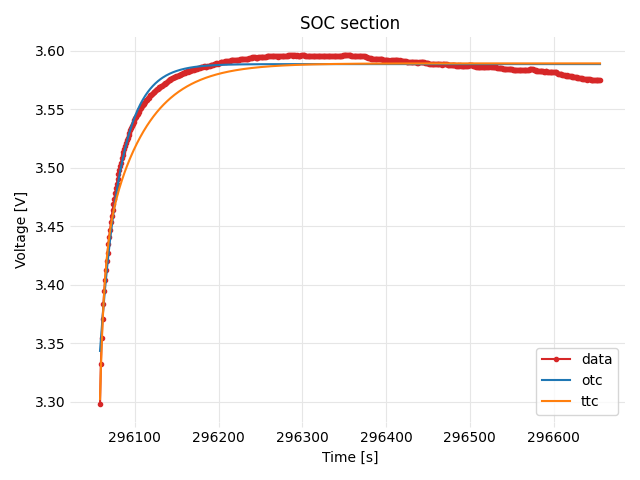 SOC section
Voltage [V]
3.60
3.55
3.50
3.45
3.40
3.35
3.30
data
otc
ttc
296100 296200 296300 296400 296500 296600
Time [s]